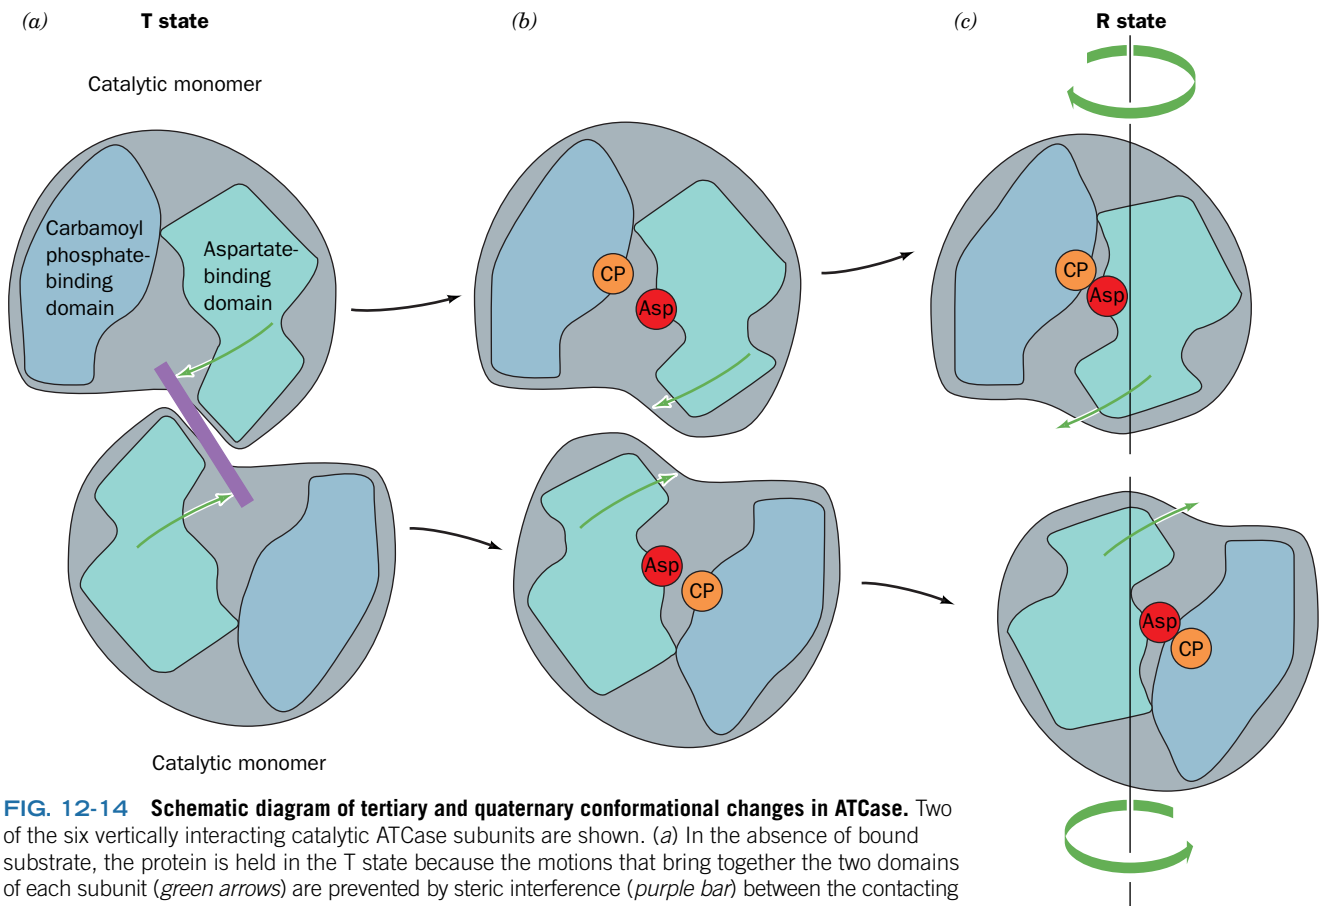 (a) T state
(b)
(c) R state
Catalytic monomer
Carbamoyl
phosphate-
binding
domain
Aspartate-
binding
domain
CP
Asp
CP
Asp
Asp
CP
Asp
CP
Catalytic monomer
FIG. 12-14 Schematic diagram of tertiary and quaternary conformational changes in ATCase. Two
of the six vertically interacting catalytic ATCase subunits are shown. (a) In the absence of bound
substrate, the protein is held in the T state because the motions that bring together the two domains
of each subunit (green arrows) are prevented by steric interference (purple bar) between the contacting